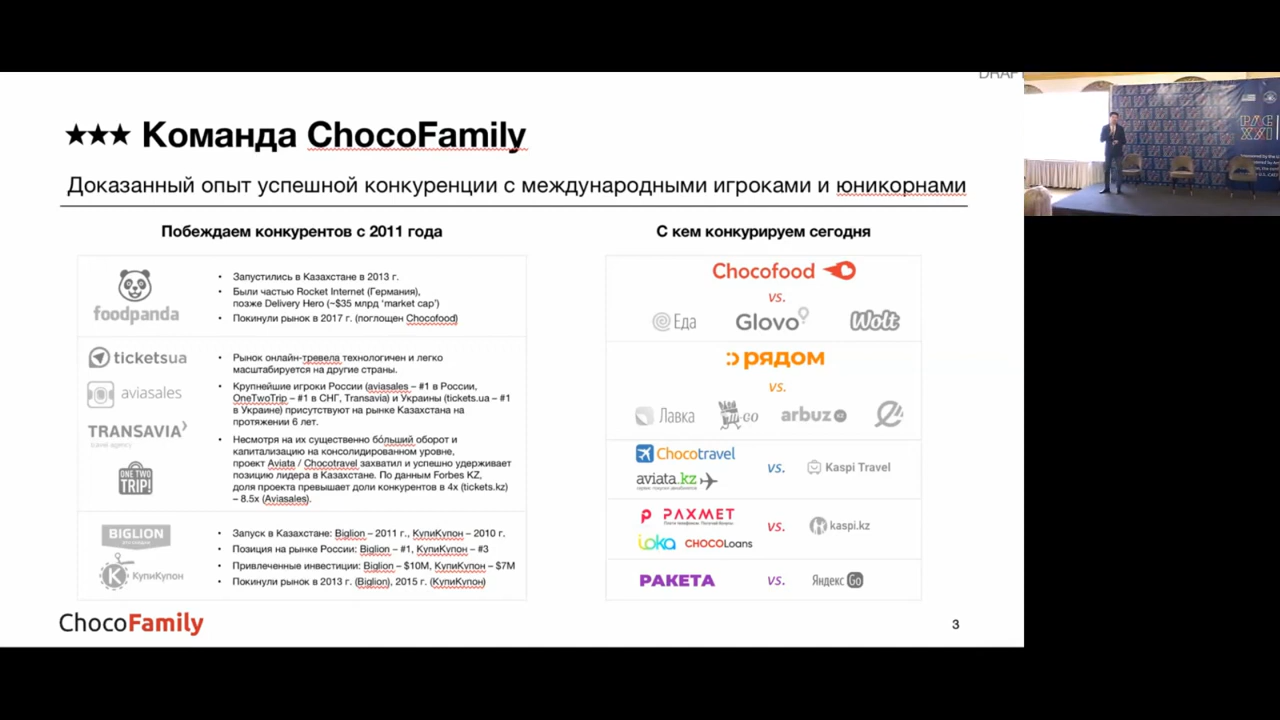 DRAFT
★★★ Команда ChocoFamily
Доказанный опыт успешной конкуренции с международными игроками и юникорнами
Побеждаем конкурентов с 2011 года
foodpanda
• Запустились в Казахстане в 2013 г.
• Были частью Rocket Internet (Германия),
позже Delivery Hero (~$35 млрд ‘market cap’)
• Покинули рынок в 2017 г. (поглощен Chocofood)
ticketsua
aviasales
TRANSAVIA
travel agency
ONE TWO
TRIP!
• Рынок онлайн-тревела технологичен и легко
масштабируется на другие страны.
• Крупнейшие игроки России (aviasales – #1 в России,
OneTwoTrip – #1 в СНГ, Transavia) и Украины (tickets.ua – #1
в Украине) присутствуют на рынке Казахстана на
протяжении 6 лет.
• Несмотря на их существенно бóльший оборот и
капитализацию на консолидированном уровне,
проект Aviata / Chocotravel захватил и успешно удерживает
позицию лидера в Казахстане. По данным Forbes KZ,
доля проекта превышает доли конкурентов в 4x (tickets.kz)
– 8.5x (Aviasales).
BIGLION
КупиКупон
• Запуск в Казахстане: Biglion – 2011 г., КупиКупон – 2010 г.
• Позиция на рынке России: Biglion – #1, КупиКупон – #3
• Привлеченные инвестиции: Biglion – $10M, КупиКупон – $7M
• Покинули рынок в 2013 г. (Biglion), 2015 г. (КупиКупон)
С кем конкурируем сегодня
Chocofood
vs.
Еда Glovo Wolt
рядом
vs.
Лавка arbuz
Chocotravel
aviata.kz
vs. Kaspi Travel
РАХМЕТ
ioka CHOCOLoans
vs. kaspi.kz
РАКЕТА vs. Яндекс Go
ChocoFamily
3